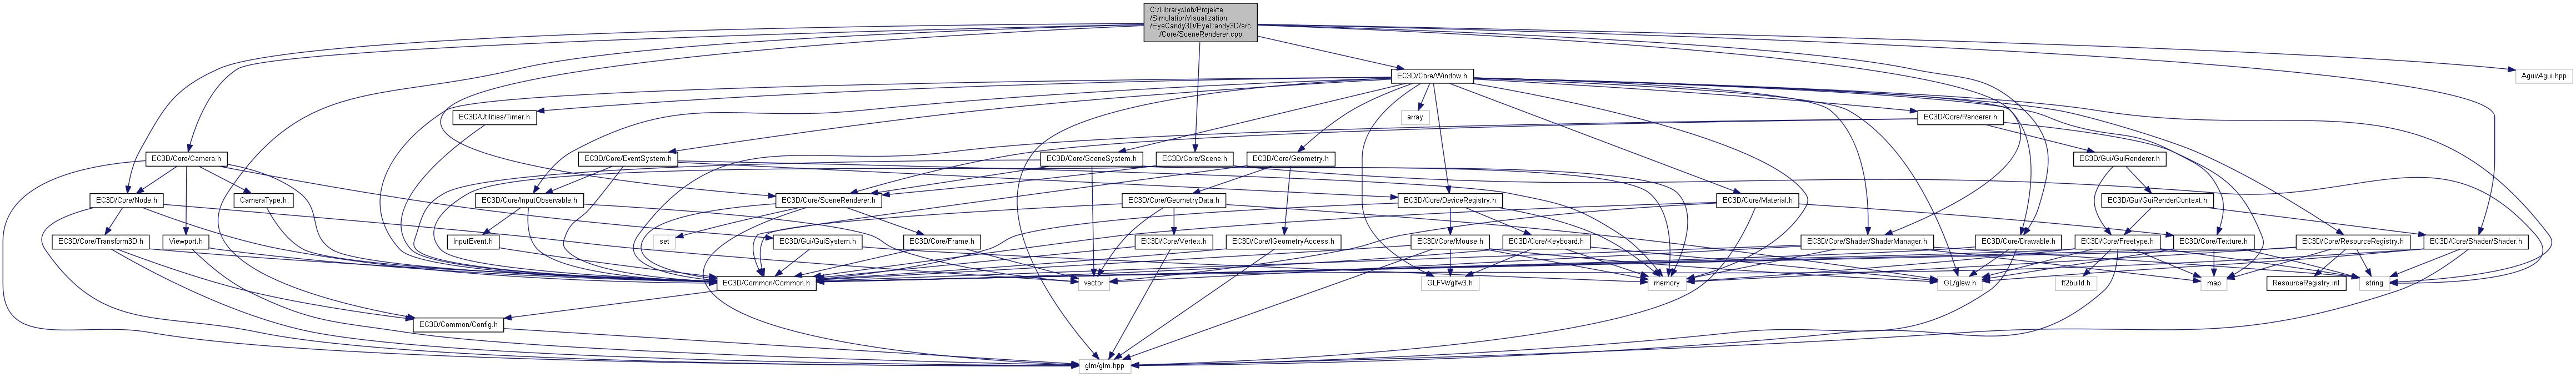 C:/Library/Job/Projekte
/SimulationVisualization
/EyeCandy3D/EyeCandy3D/src
/Core/SceneRenderer.cpp
EC3D/Core/Window.h
Agui/Agui.hpp
EC3D/Utilities/Timer.h
array
EC3D/Core/Renderer.h
EC3D/Core/Camera.h
EC3D/Core/EventSystem.h
EC3D/Core/SceneSystem.h
EC3D/Core/Scene.h
EC3D/Core/Geometry.h
EC3D/Gui/GuiRenderer.h
EC3D/Core/Node.h
CameraType.h
EC3D/Core/InputObservable.h
EC3D/Core/SceneRenderer.h
EC3D/Core/GeometryData.h
EC3D/Core/DeviceRegistry.h
EC3D/Core/Material.h
EC3D/Gui/GuiRenderContext.h
EC3D/Core/Transform3D.h
Viewport.h
InputEvent.h
set
EC3D/Gui/GuiSystem.h
EC3D/Core/Frame.h
EC3D/Core/Vertex.h
EC3D/Core/IGeometryAccess.h
EC3D/Core/Mouse.h
EC3D/Core/Keyboard.h
EC3D/Core/Shader/ShaderManager.h
EC3D/Core/Drawable.h
EC3D/Core/Freetype.h
EC3D/Core/Texture.h
EC3D/Core/ResourceRegistry.h
EC3D/Core/Shader/Shader.h
EC3D/Common/Common.h
vector
GLFW/glfw3.h
memory
GL/glew.h
ft2build.h
map
ResourceRegistry.inl
string
EC3D/Common/Config.h
glm/glm.hpp